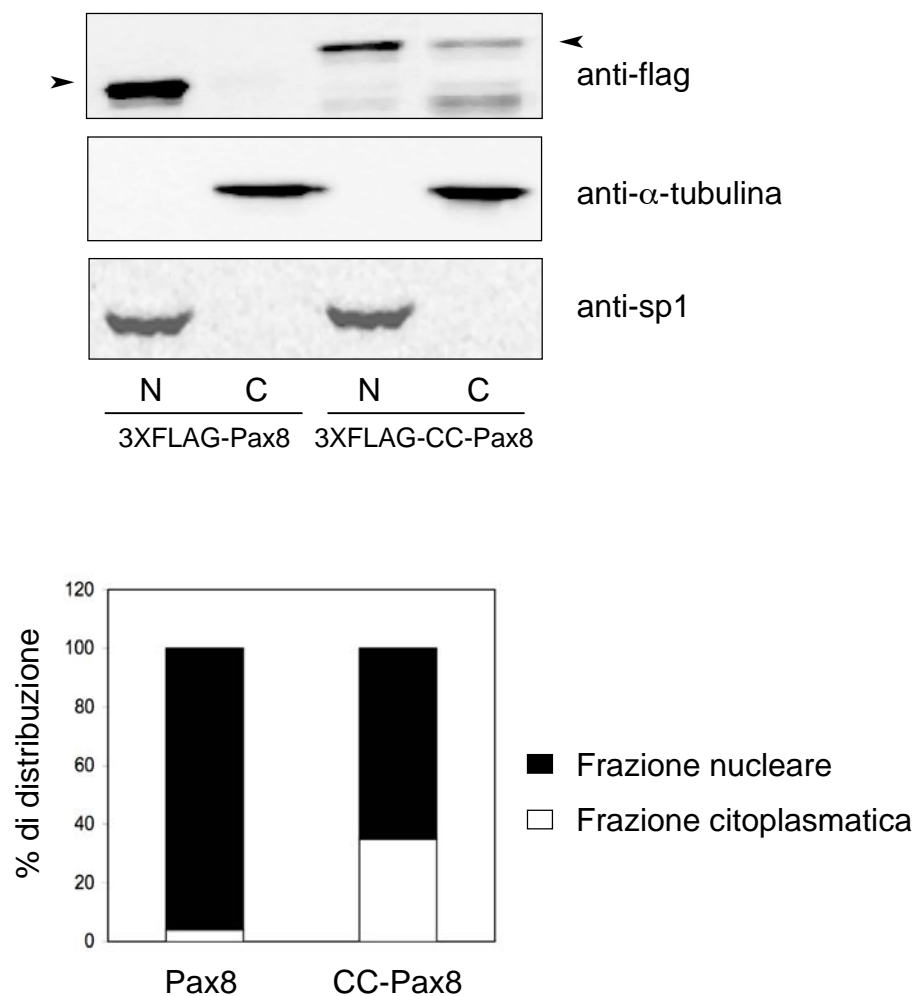 anti-flag
anti-α-tubulina
anti-sp1
N C N C
3XFLAG-Pax8 3XFLAG-CC-Pax8
120
100
80
60
40
20
0
% di distribuzione
Pax8 CC-Pax8
Frazione nucleare
Frazione citoplasmatica